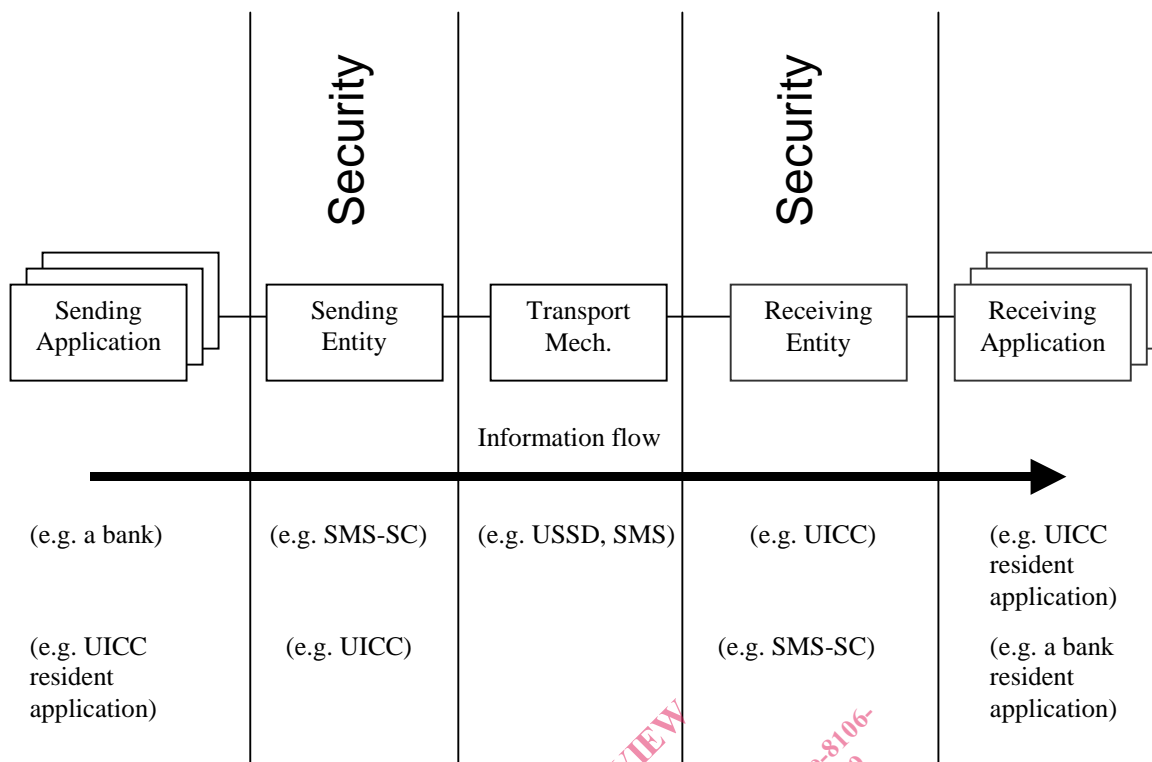 Security
Security
Sending
Application
Sending
Entity
Transport
Mech.
Receiving
Entity
Receiving
Application
Information flow
(e.g. a bank)
(e.g. SMS-SC)
(e.g. USSD, SMS)
(e.g. UICC)
(e.g. UICC
resident
application)
(e.g. UICC
resident
application)
(e.g. UICC)
(e.g. SMS-SC)
(e.g. a bank
resident
application)
-8106-